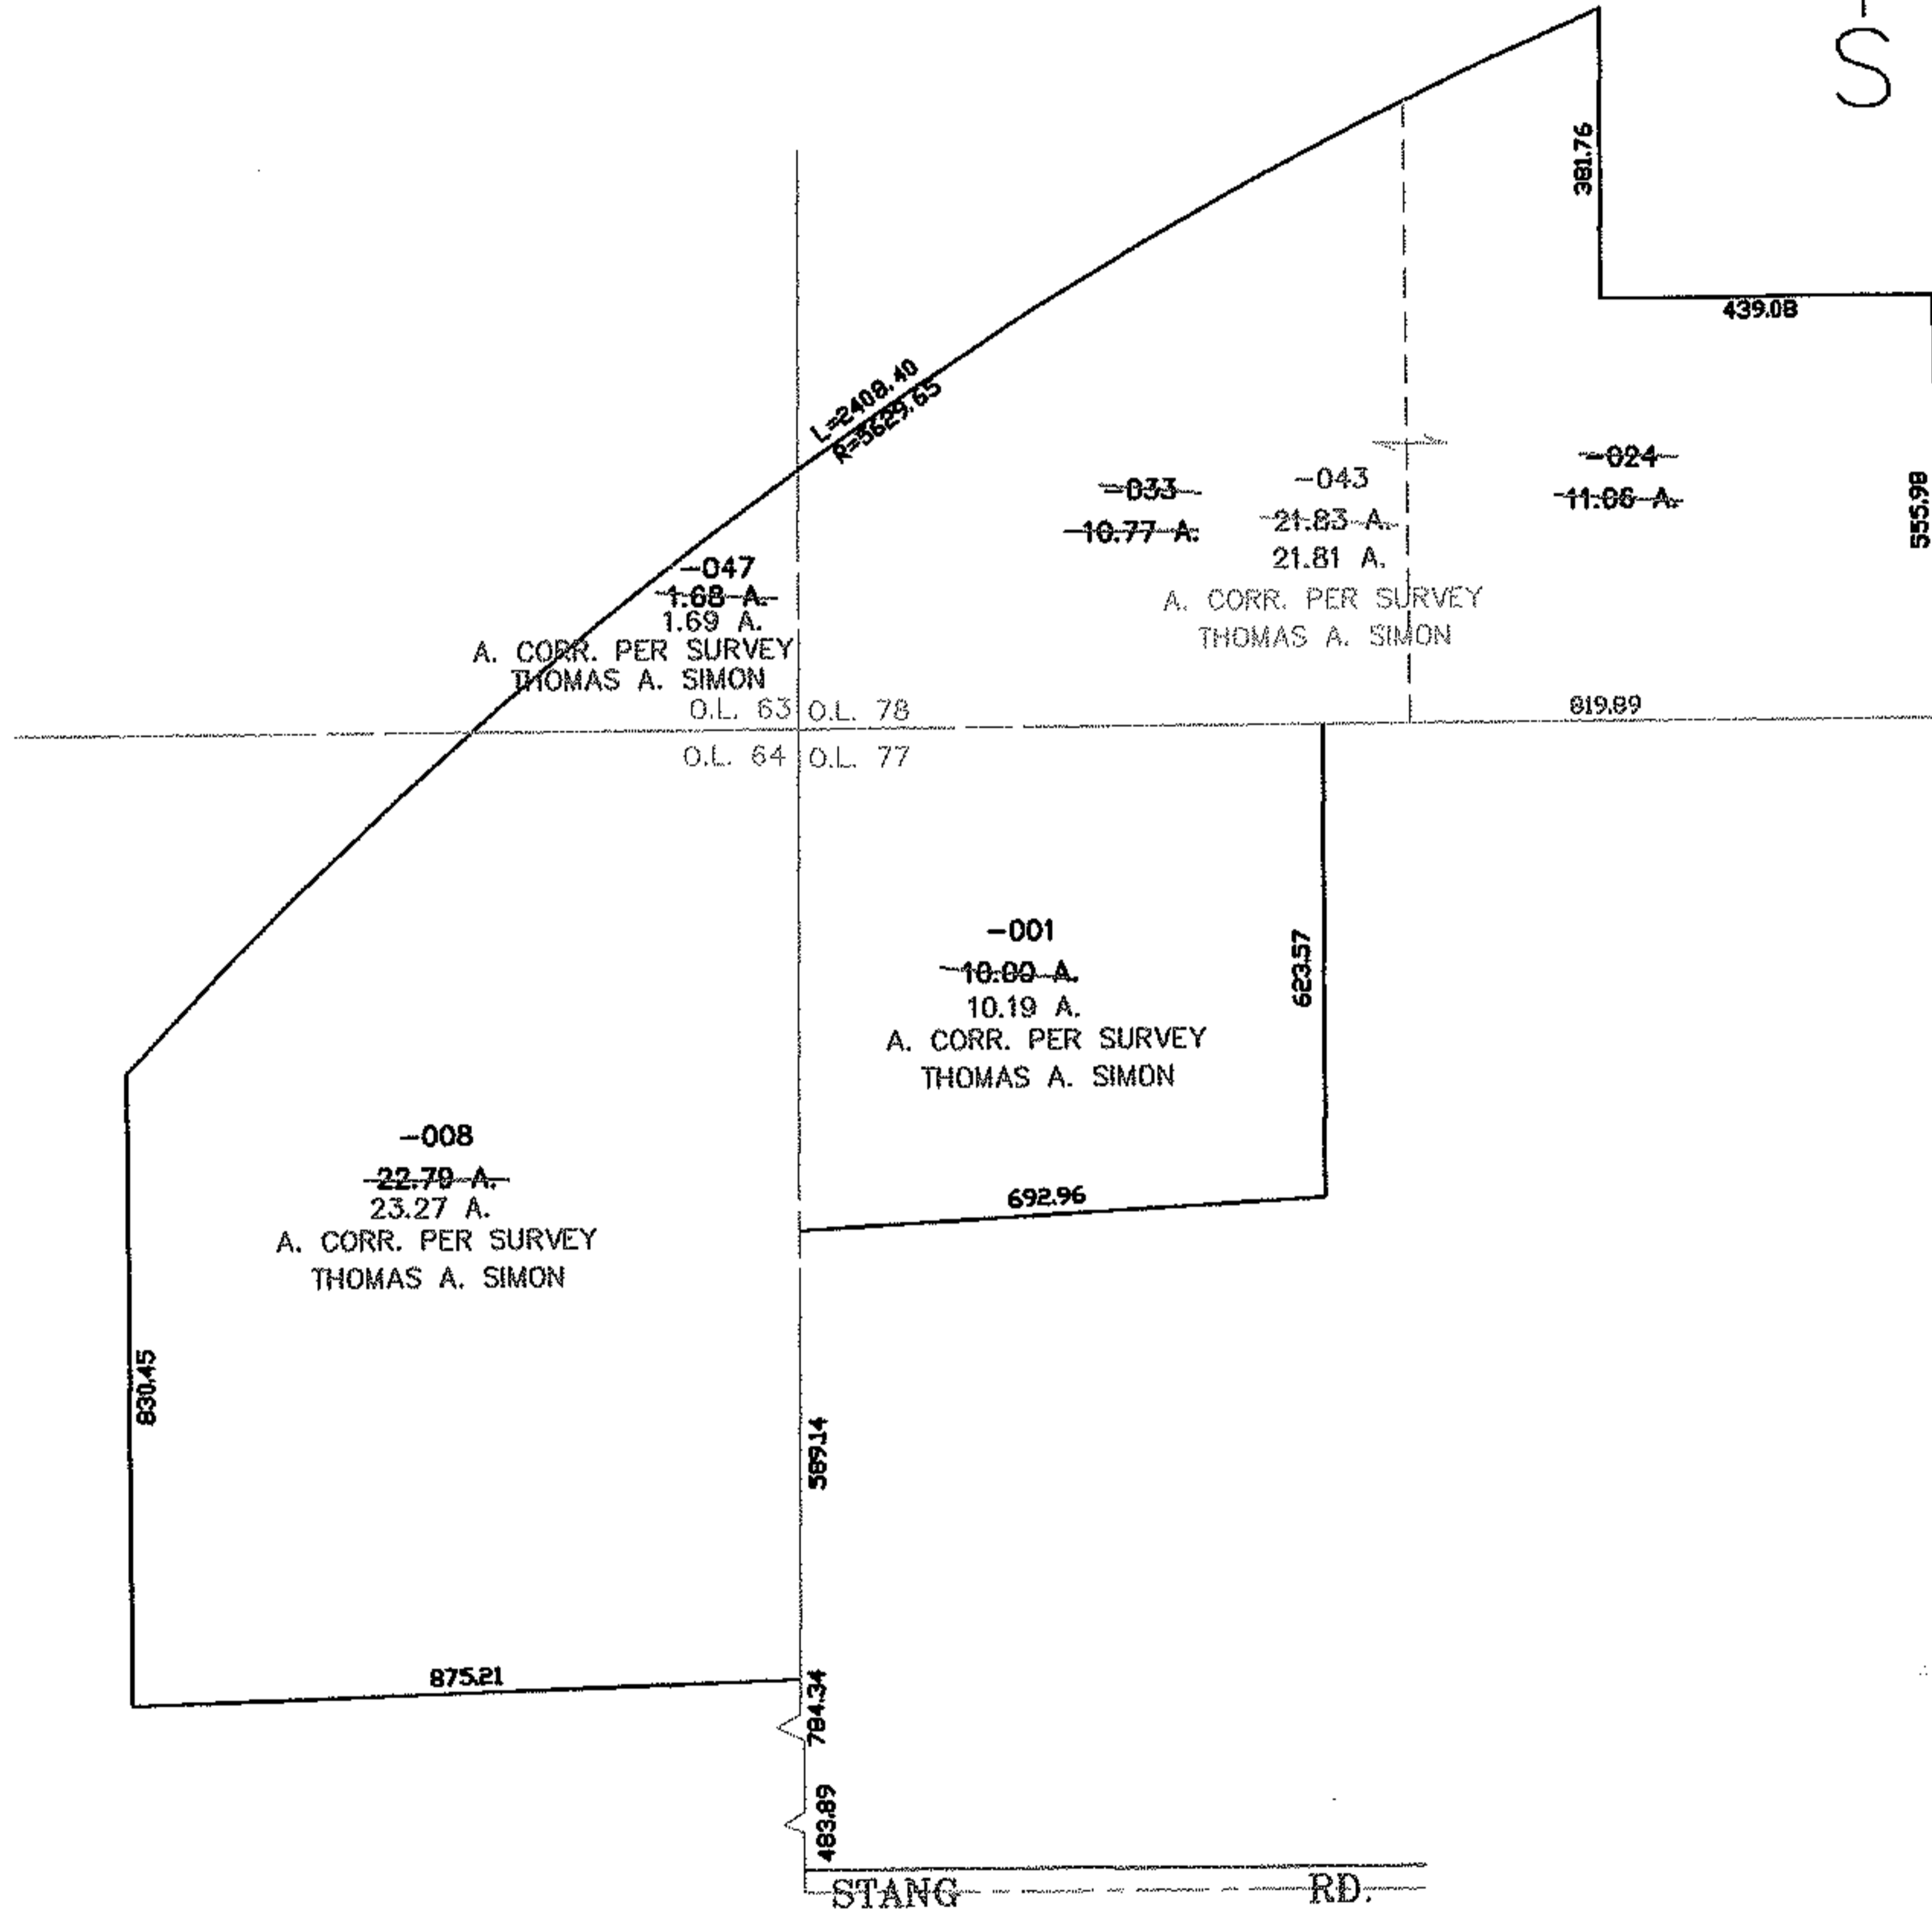 S
381.76
439.08
L=2408.40
R=3629.65
-024
11.06 A.
-033
10.77 A.
-043
21.83 A.
21.81 A.
A. CORR. PER SURVEY
THOMAS A. SIMON
555.98
-047
1.68 A.
1.69 A.
A. CORR. PER SURVEY
THOMAS A. SIMON
O.L. 63 O.L. 78
819.89
O.L. 64 O.L. 77
-001
10.00 A.
10.19 A.
A. CORR. PER SURVEY
THOMAS A. SIMON
623.57
-008
22.79 A.
23.27 A.
A. CORR. PER SURVEY
THOMAS A. SIMON
692.96
830.45
589.14
875.21
784.34
483.89
STANG RD.